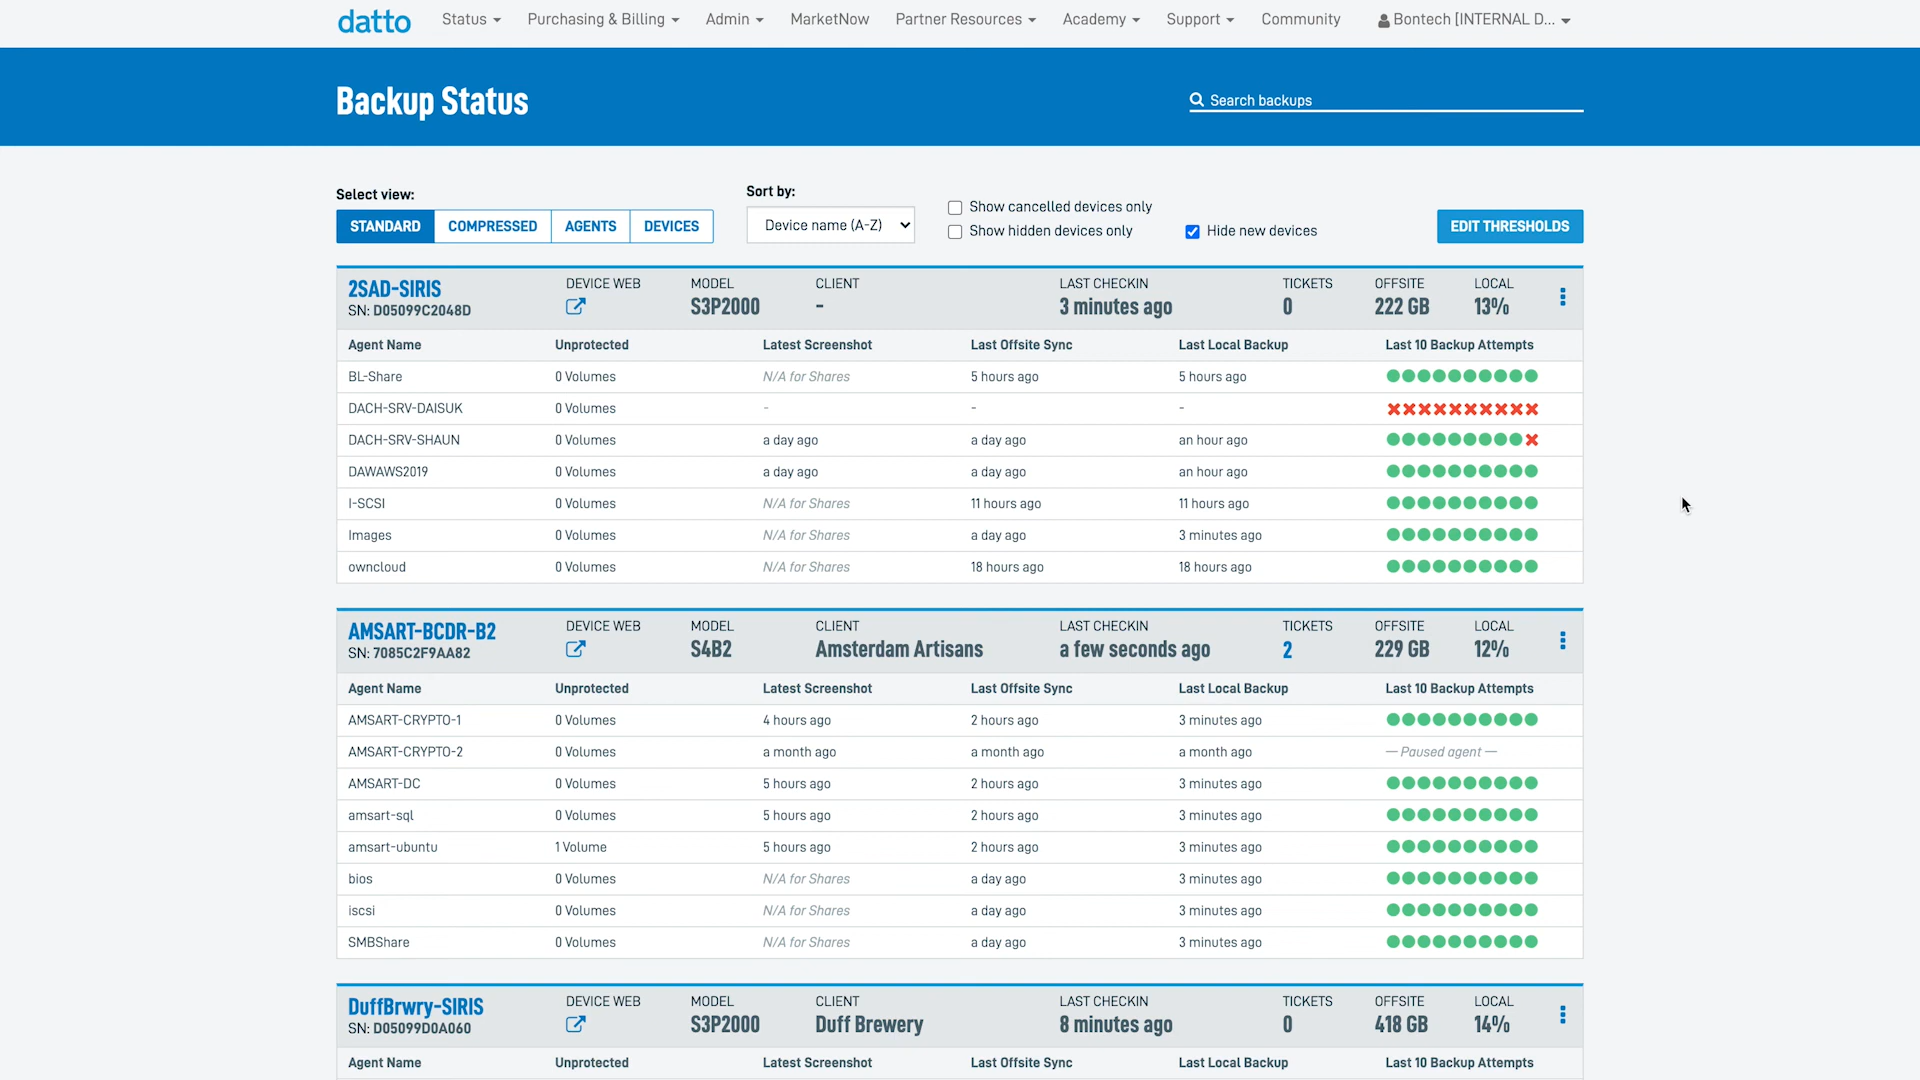 datto Status Purchasing & Billing Admin MarketNow Partner Resources Academy Support Community Bontech [INTERNAL D...
Backup Status
Search backups
Select view:
STANDARD COMPRESSED AGENTS DEVICES
Sort by:
Device name (A-Z)
Show cancelled devices only
Show hidden devices only
Hide new devices
EDIT THRESHOLDS
2SAD-SIRIS
SN: D05099C2048D
DEVICE WEB
MODEL
S3P2000
CLIENT
-
LAST CHECKIN
3 minutes ago
TICKETS
0
OFFSITE
222 GB
LOCAL
13%
Agent Name Unprotected Latest Screenshot Last Offsite Sync Last Local Backup Last 10 Backup Attempts
BL-Share 0 Volumes N/A for Shares 5 hours ago 5 hours ago
DACH-SRV-DAISUK 0 Volumes - - -
DACH-SRV-SHAUN 0 Volumes a day ago a day ago an hour ago
DAWAWS2019 0 Volumes a day ago a day ago an hour ago
I-SCSI 0 Volumes N/A for Shares 11 hours ago 11 hours ago
Images 0 Volumes N/A for Shares a day ago 3 minutes ago
owncloud 0 Volumes N/A for Shares 18 hours ago 18 hours ago
AMSART-BCDR-B2
SN: 7085C2F9AA82
DEVICE WEB
MODEL
S4B2
CLIENT
Amsterdam Artisans
LAST CHECKIN
a few seconds ago
TICKETS
2
OFFSITE
229 GB
LOCAL
12%
Agent Name Unprotected Latest Screenshot Last Offsite Sync Last Local Backup Last 10 Backup Attempts
AMSART-CRYPTO-1 0 Volumes 4 hours ago 2 hours ago 3 minutes ago
AMSART-CRYPTO-2 0 Volumes a month ago a month ago a month ago — Paused agent —
AMSART-DC 0 Volumes 5 hours ago 2 hours ago 3 minutes ago
amsart-sql 0 Volumes 5 hours ago 2 hours ago 3 minutes ago
amsart-ubuntu 1 Volume 5 hours ago 2 hours ago 3 minutes ago
bios 0 Volumes N/A for Shares a day ago 3 minutes ago
iscsi 0 Volumes N/A for Shares a day ago 3 minutes ago
SMBShare 0 Volumes N/A for Shares a day ago 3 minutes ago
DuffBrwry-SIRIS
SN: D05099D0A060
DEVICE WEB
MODEL
S3P2000
CLIENT
Duff Brewery
LAST CHECKIN
8 minutes ago
TICKETS
0
OFFSITE
418 GB
LOCAL
14%
Agent Name Unprotected Latest Screenshot Last Offsite Sync Last Local Backup Last 10 Backup Attempts